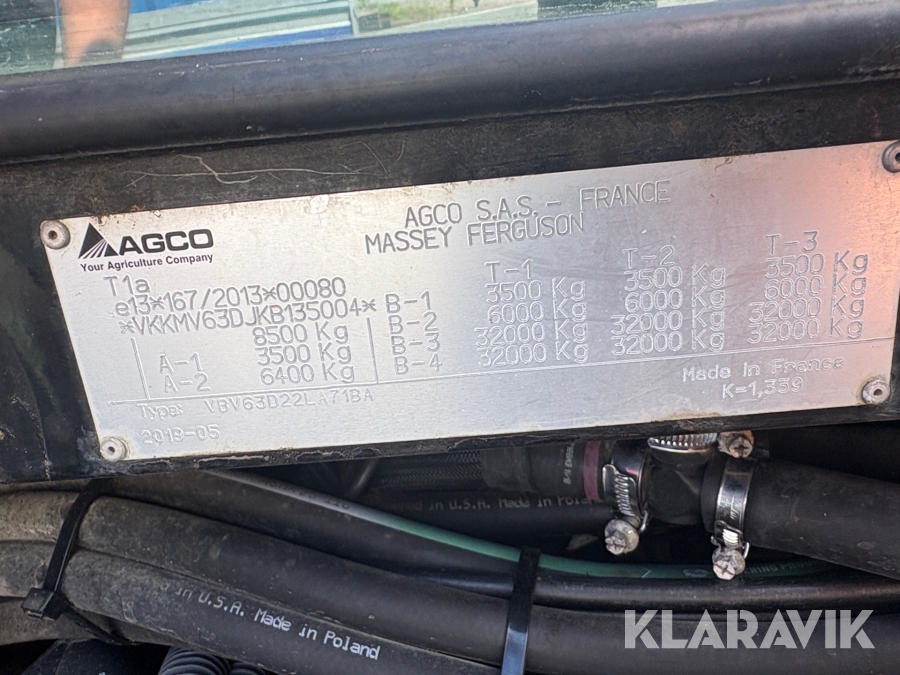 AGCO
Your Agriculture Company
AGCO S.A.S. - FRANCE
MASSEY FERGUSON
T1a
e13*167/2013*00080
*VKKMV63DJKB135004*
8500 Kg
A-1 3500 Kg
A-2 6400 Kg
T-1 T-2 T-3
B-1 3500 Kg 3500 Kg 3500 Kg
B-2 6000 Kg 6000 Kg 6000 Kg
B-3 32000 Kg 32000 Kg 32000 Kg
B-4 32000 Kg 32000 Kg 32000 Kg
Type: VBV63D22LA71BA
2019-05
Made in France
K=1,339
in U.S.A. Made in Poland
in U.S.A. Made in Poland
KLARAVIK